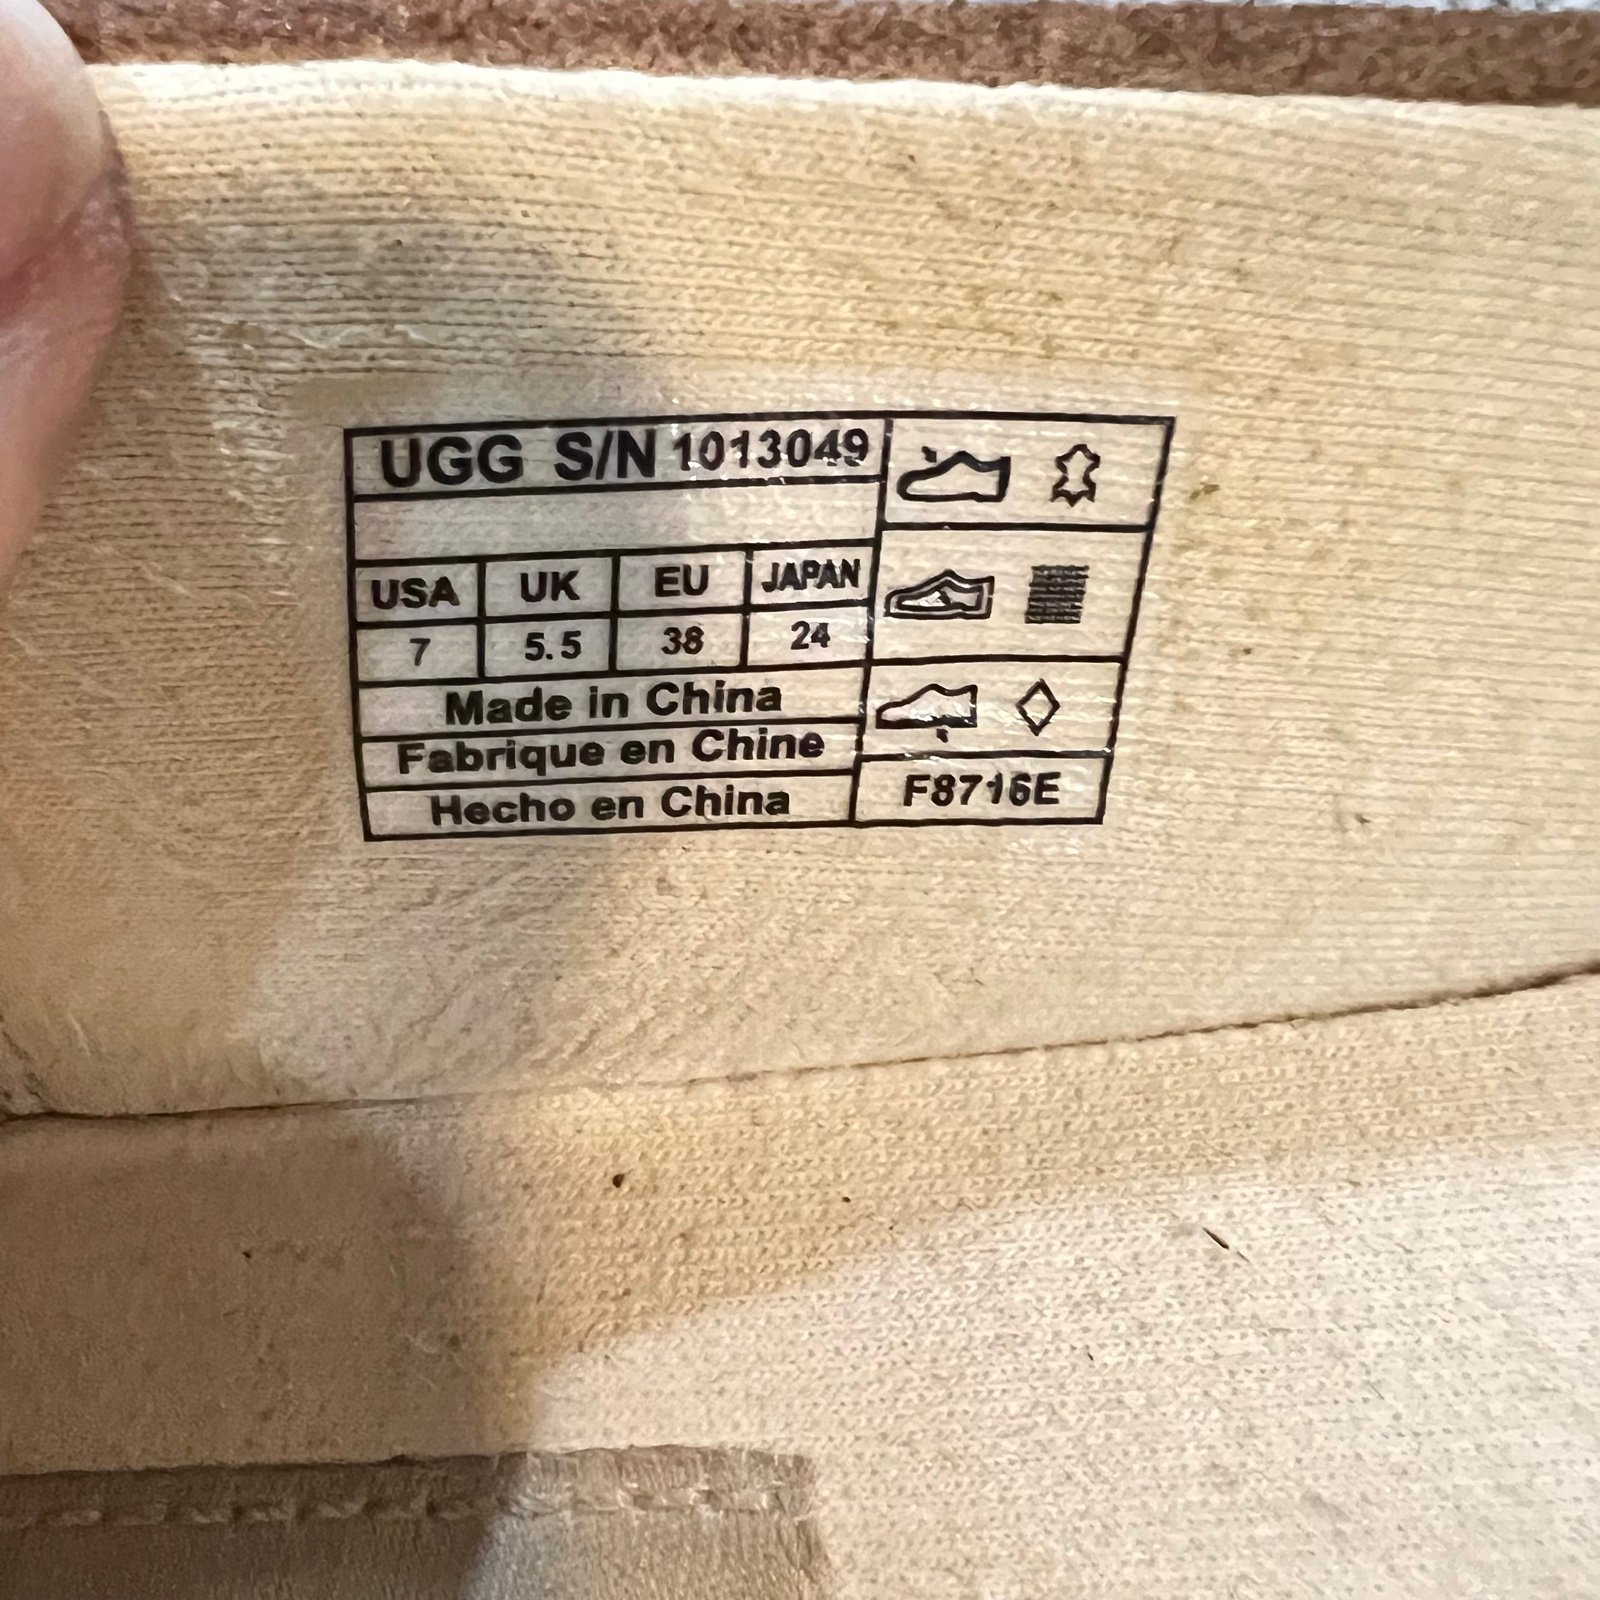 UGG S/N 1013049
USA UK EU JAPAN
7 5.5 38 24
Made in China
Fabrique en Chine
Hecho en China
F8716E